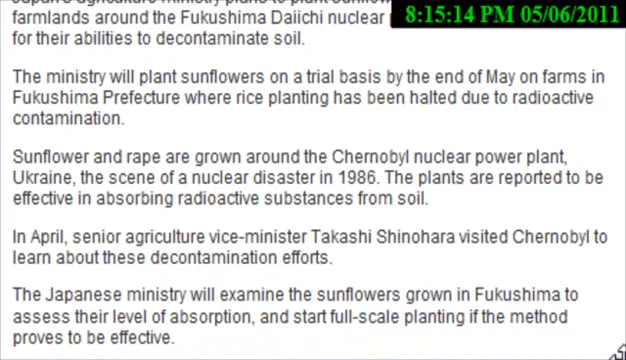 Japan's agriculture ministry plans to plant
farmlands around the Fukushima Daiichi nuclear
8:15:14 PM 05/06/2011
for their abilities to decontaminate soil.
The ministry will plant sunflowers on a trial basis by the end of May on farms in
Fukushima Prefecture where rice planting has been halted due to radioactive
contamination.
Sunflower and rape are grown around the Chernobyl nuclear power plant,
Ukraine, the scene of a nuclear disaster in 1986. The plants are reported to be
effective in absorbing radioactive substances from soil.
In April, senior agriculture vice-minister Takashi Shinohara visited Chernobyl to
learn about these decontamination efforts.
The Japanese ministry will examine the sunflowers grown in Fukushima to
assess their level of absorption, and start full-scale planting if the method
proves to be effective.